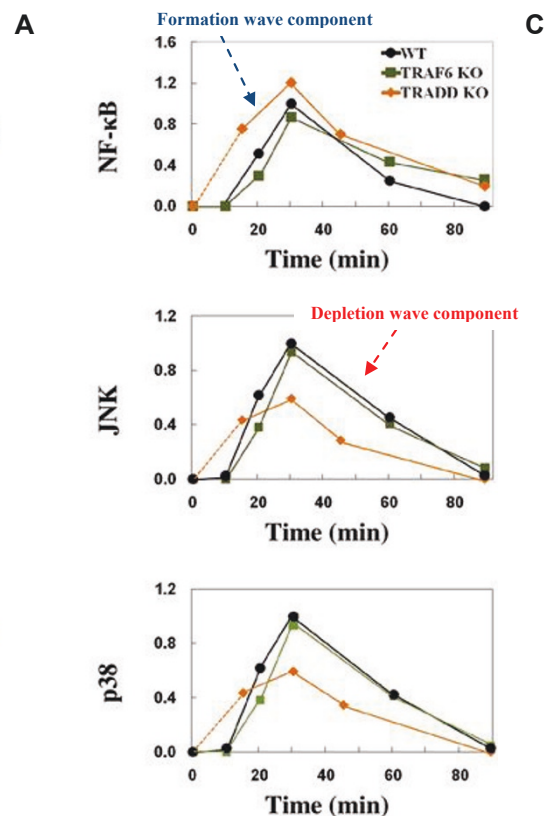 A
Formation wave component
C
1.6
1.2
0.8
0.4
0.0
NF-κB
WT
TRAF6 KO
TRADD KO
0 20 40 60 80
Time (min)
1.2
0.8
0.4
0.0
JNK
Depletion wave component
0 20 40 60 80
Time (min)
1.2
0.8
0.4
0.0
p38
0 20 40 60 80
Time (min)